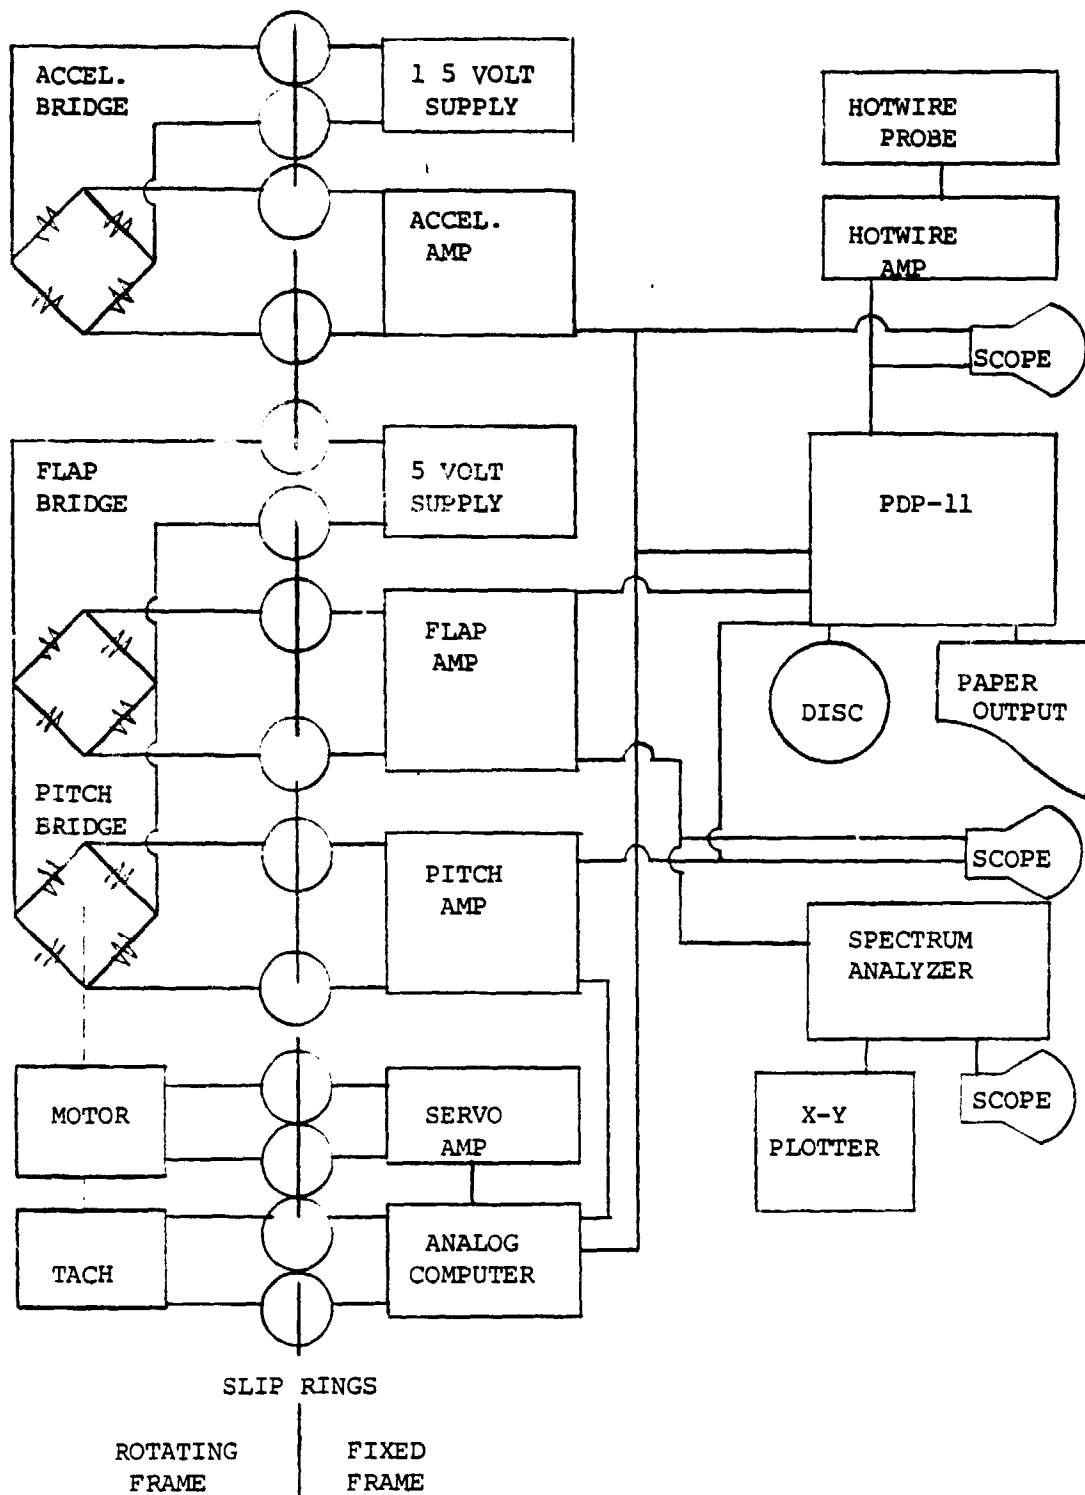 ACCEL.
BRIDGE
1 5 VOLT
SUPPLY
ACCEL.
AMP
HOTWIRE
PROBE
HOTWIRE
AMP
SCOPE
FLAP
BRIDGE
5 VOLT
SUPPLY
PDP-11
FLAP
AMP
DISC
PAPER
OUTPUT
PITCH
BRIDGE
PITCH
AMP
SCOPE
SPECTRUM
ANALYZER
MOTOR
SERVO
AMP
X-Y
PLOTTER
SCOPE
TACH
ANALOG
COMPUTER
SLIP RINGS
ROTATING
FRAME
FIXED
FRAME